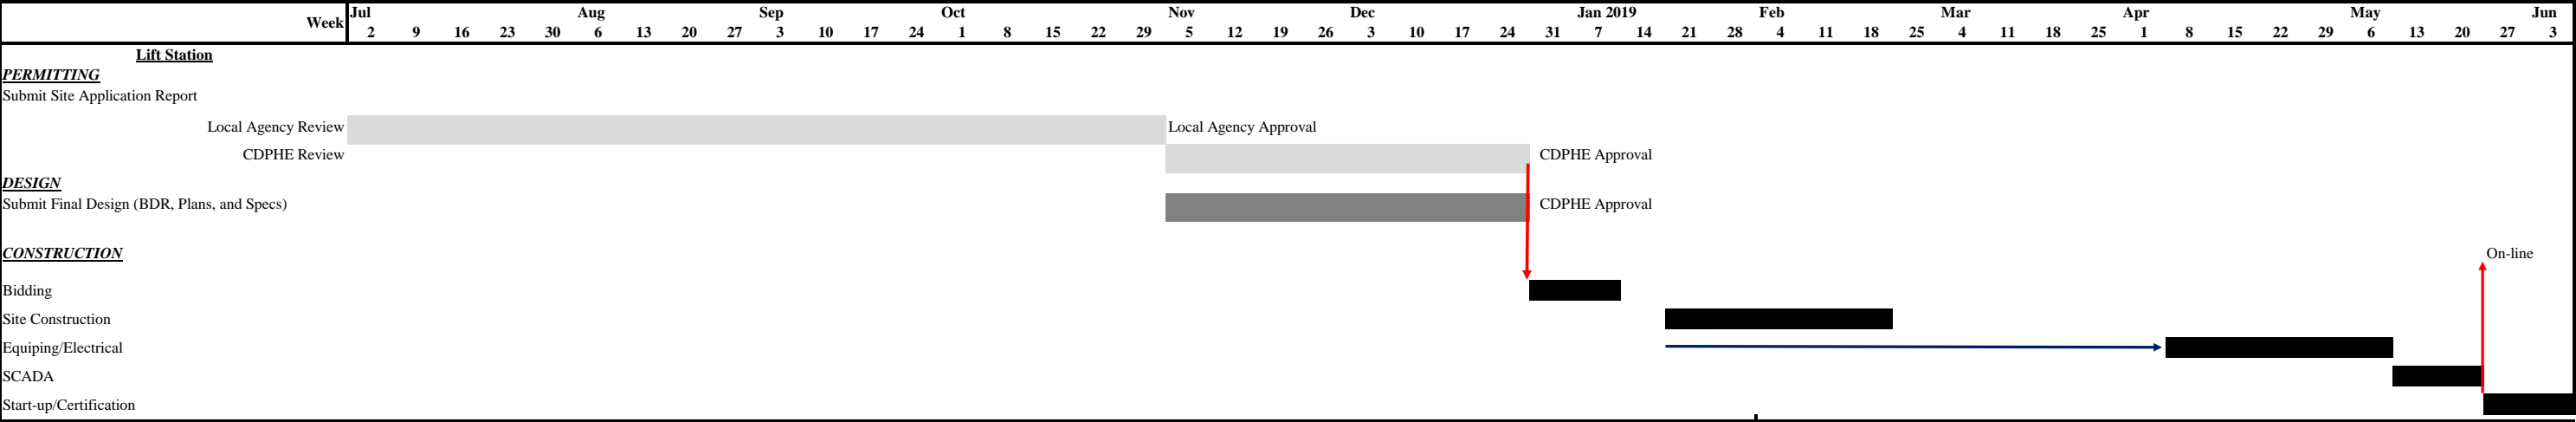 Jul Aug Sep Oct Nov Dec Jan 2019 Feb Mar Apr May Jun
Week
2 9 16 23 30 6 13 20 27 3 10 17 24 1 8 15 22 29 5 12 19 26 3 10 17 24 31 7 14 21 28 4 11 18 25 4 11 18 25 1 8 15 22 29 6 13 20 27 3
Lift Station
PERMITTING
Submit Site Application Report
Local Agency Review Local Agency Approval
CDPHE Review CDPHE Approval
DESIGN
Submit Final Design (BDR, Plans, and Specs) CDPHE Approval
CONSTRUCTION On-line
Bidding
Site Construction
Equiping/Electrical
SCADA
Start-up/Certification